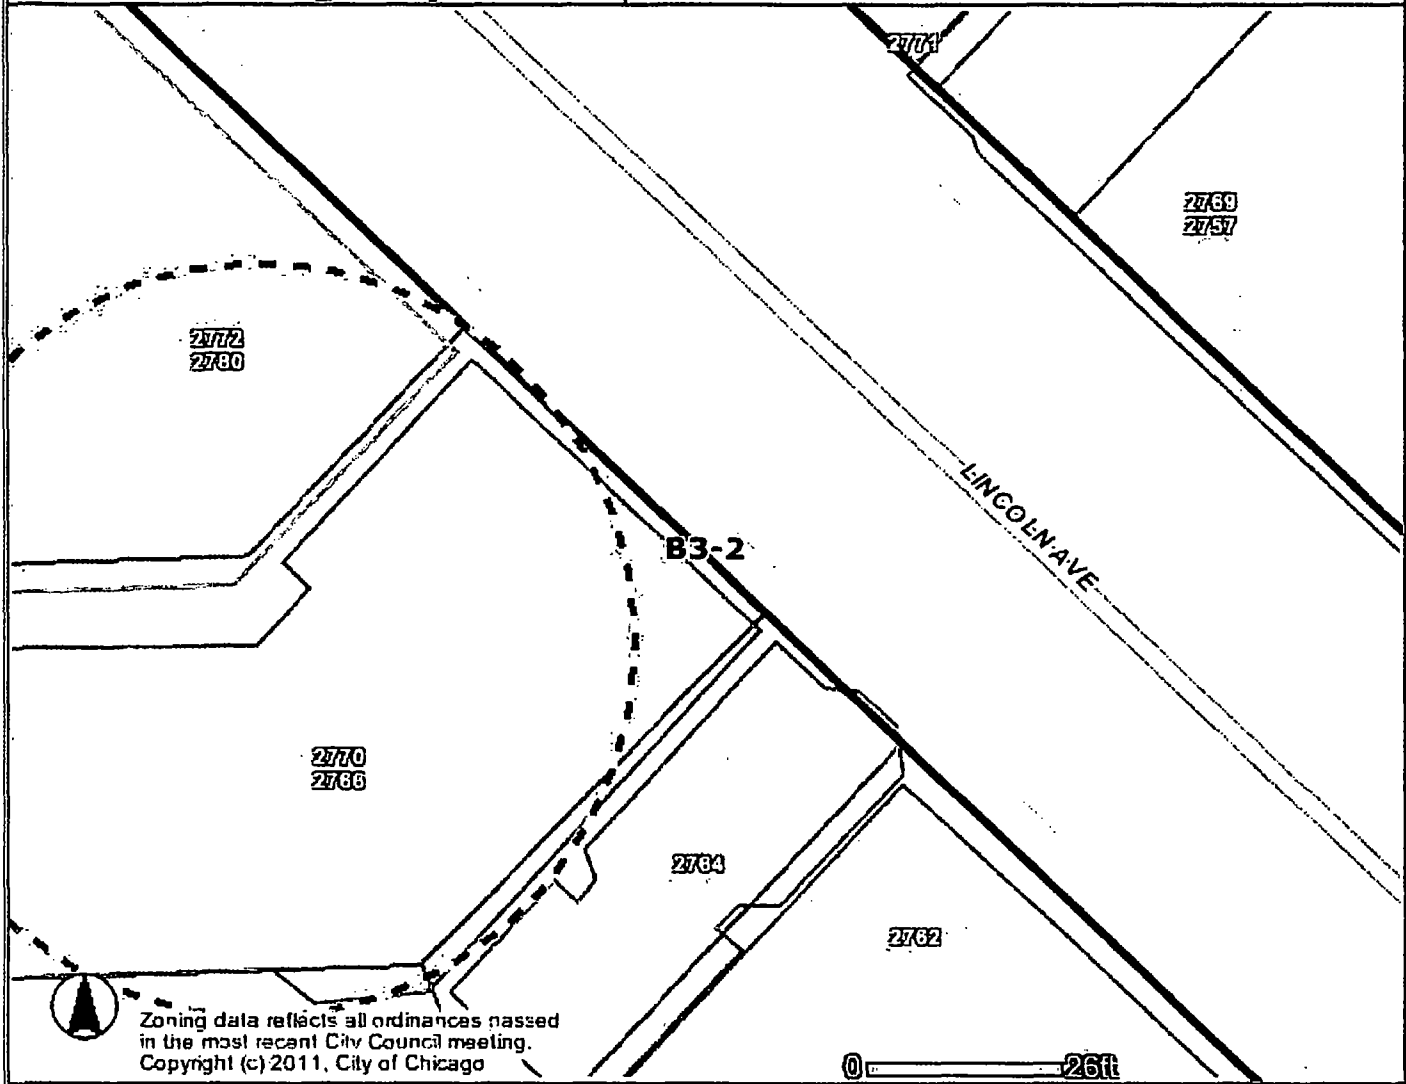 2771
2769
2757
2772
2780
LINCOLN AVE
B3-2
2770
2766
2764
2762
Zoning data reflects all ordinances passed
in the most recent City Council meeting.
Copyright (c) 2011, City of Chicago
0 26ft